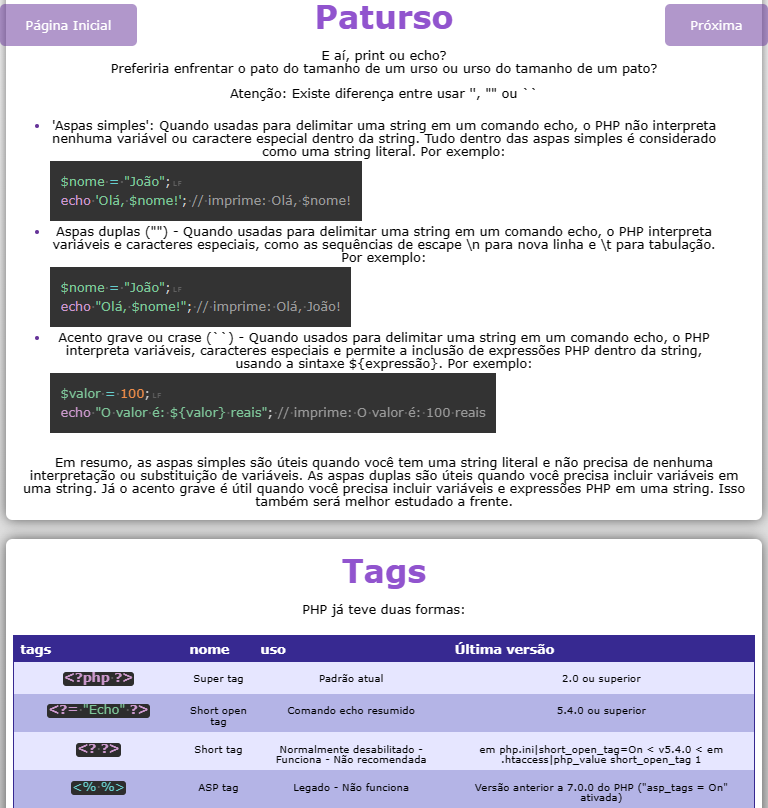 Página Inicial
Paturso
Próxima
E aí, print ou echo?
Preferiria enfrentar o pato do tamanho de um urso ou urso do tamanho de um pato?
Atenção: Existe diferença entre usar '', "" ou ``
'Aspas simples': Quando usadas para delimitar uma string em um comando echo, o PHP não interpreta
nenhuma variável ou caractere especial dentro da string. Tudo dentro das aspas simples é considerado
como uma string literal. Por exemplo:
$nome = "João"; LF
echo 'Olá, $nome!'; // imprime: Olá, $nome!
Aspas duplas ("") - Quando usadas para delimitar uma string em um comando echo, o PHP interpreta
variáveis e caracteres especiais, como as sequências de escape \n para nova linha e \t para tabulação.
Por exemplo:
$nome = "João"; LF
echo "Olá, $nome!"; // imprime: Olá, João!
Acento grave ou crase (``) - Quando usados para delimitar uma string em um comando echo, o PHP
interpreta variáveis, caracteres especiais e permite a inclusão de expressões PHP dentro da string,
usando a sintaxe ${expressão}. Por exemplo:
$valor = 100; LF
echo "O valor é: ${valor} reais"; // imprime: O valor é: 100 reais
Em resumo, as aspas simples são úteis quando você tem uma string literal e não precisa de nenhuma
interpretação ou substituição de variáveis. As aspas duplas são úteis quando você precisa incluir variáveis em
uma string. Já o acento grave é útil quando você precisa incluir variáveis e expressões PHP em uma string. Isso
também será melhor estudado a frente.
Tags
PHP já teve duas formas:
tags nome uso Última versão
<?php ?> Super tag Padrão atual 2.0 ou superior
<?= "Echo" ?> Short open tag Comando echo resumido 5.4.0 ou superior
<? ?> Short tag Normalmente desabilitado - Funciona - Não recomendada em php.ini|short_open_tag=On < v5.4.0 < em .htaccess|php_value short_open_tag 1
<% %> ASP tag Legado - Não funciona Versão anterior a 7.0.0 do PHP ("asp_tags = On" ativada)